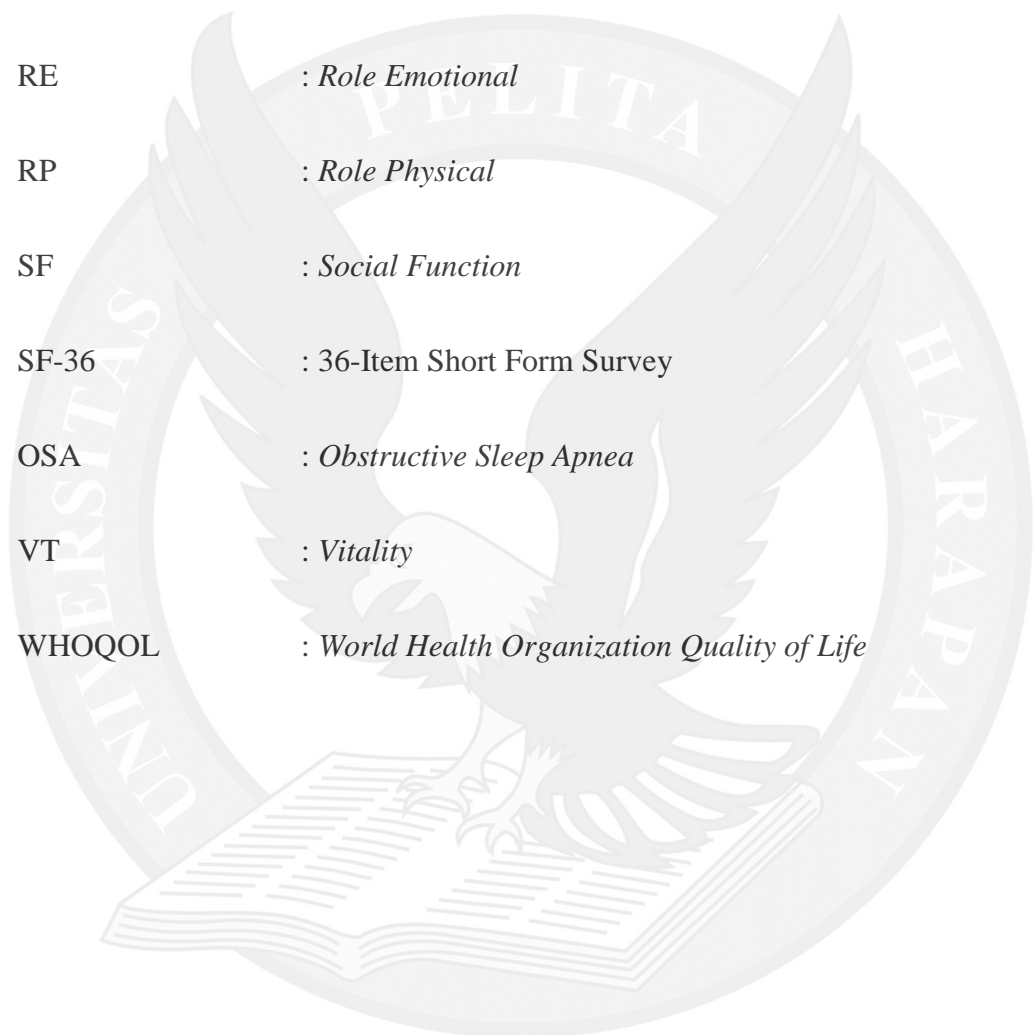 RE : Role Emotional
RP : Role Physical
SF : Social Function
SF-36 : 36-Item Short Form Survey
OSA : Obstructive Sleep Apnea
VT : Vitality
WHOQOL : World Health Organization Quality of Life
UNIVERSITAS PELITA HARAPAN